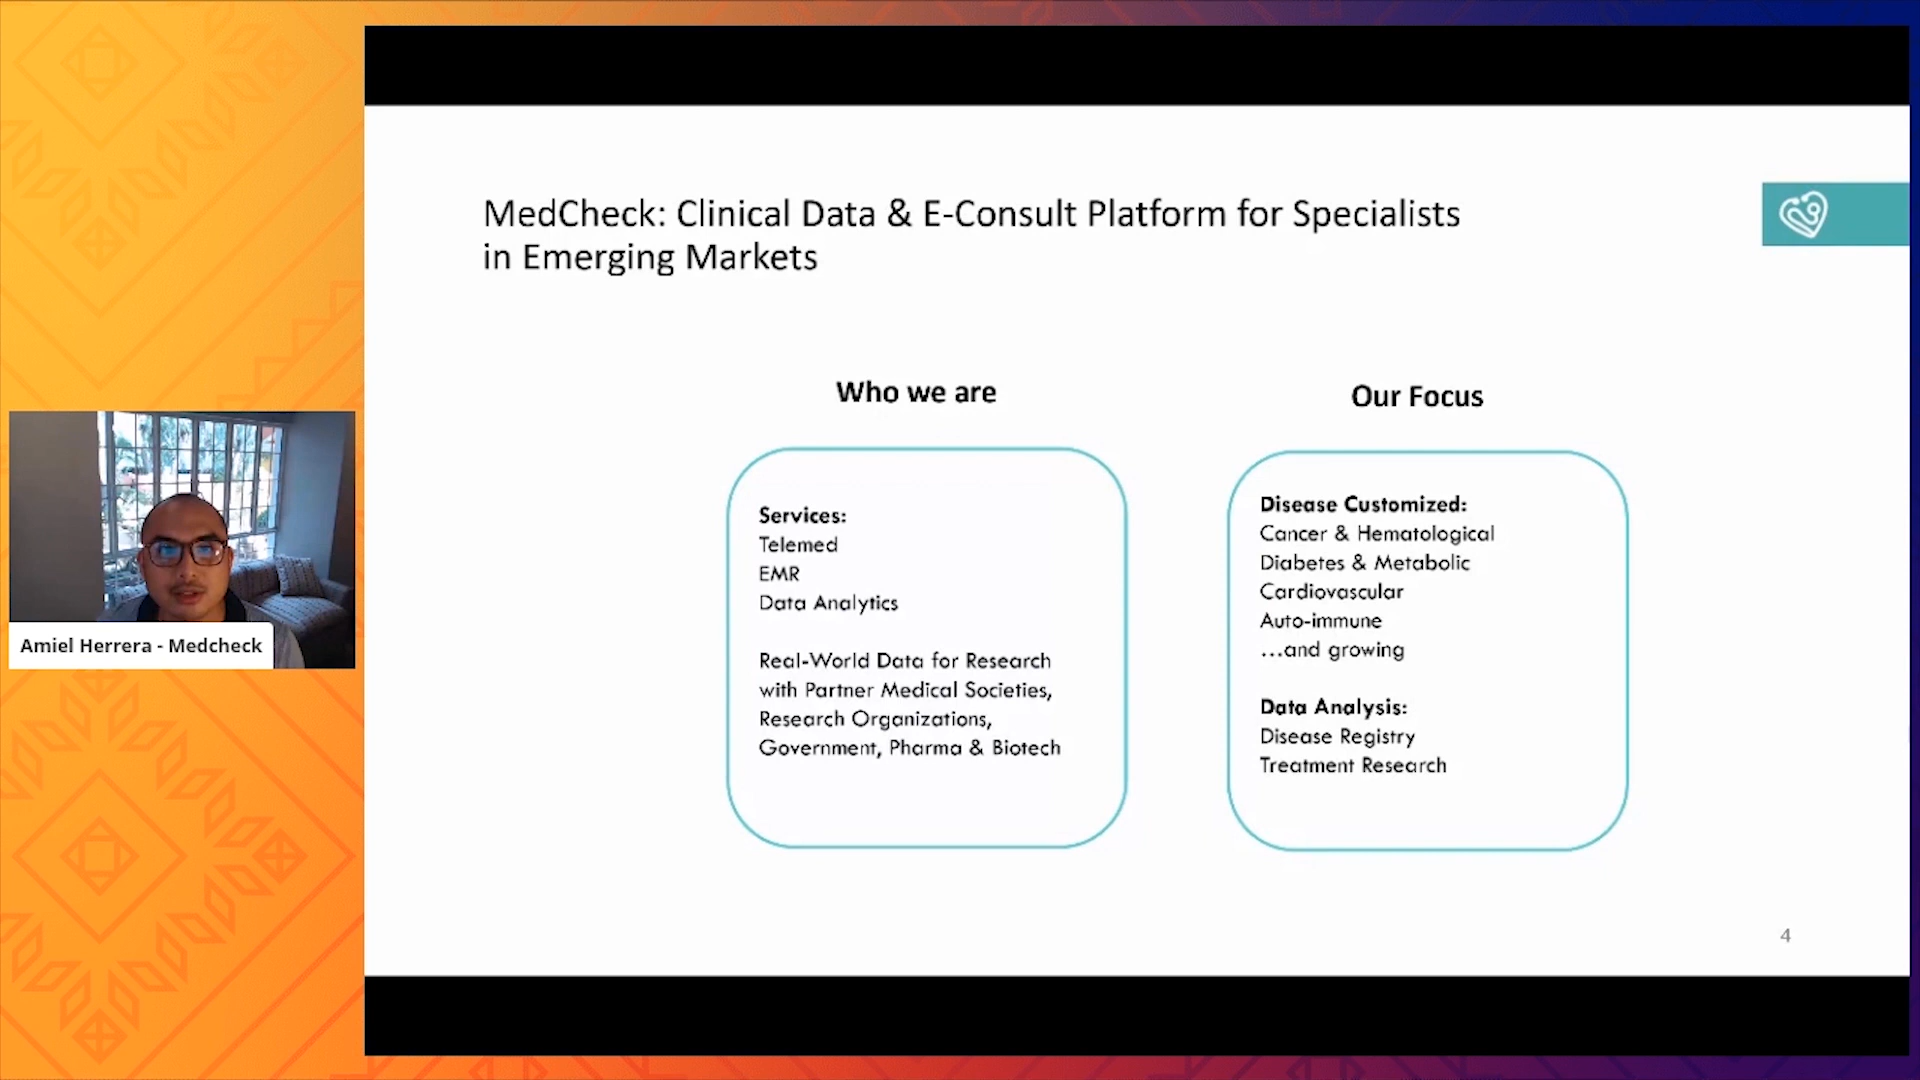 MedCheck: Clinical Data & E-Consult Platform for Specialists
in Emerging Markets
Who we are
Services:
Telemed
EMR
Data Analytics
Real-World Data for Research
with Partner Medical Societies,
Research Organizations,
Government, Pharma & Biotech
Our Focus
Disease Customized:
Cancer & Hematological
Diabetes & Metabolic
Cardiovascular
Auto-immune
...and growing
Data Analysis:
Disease Registry
Treatment Research
4
Amiel Herrera - Medcheck